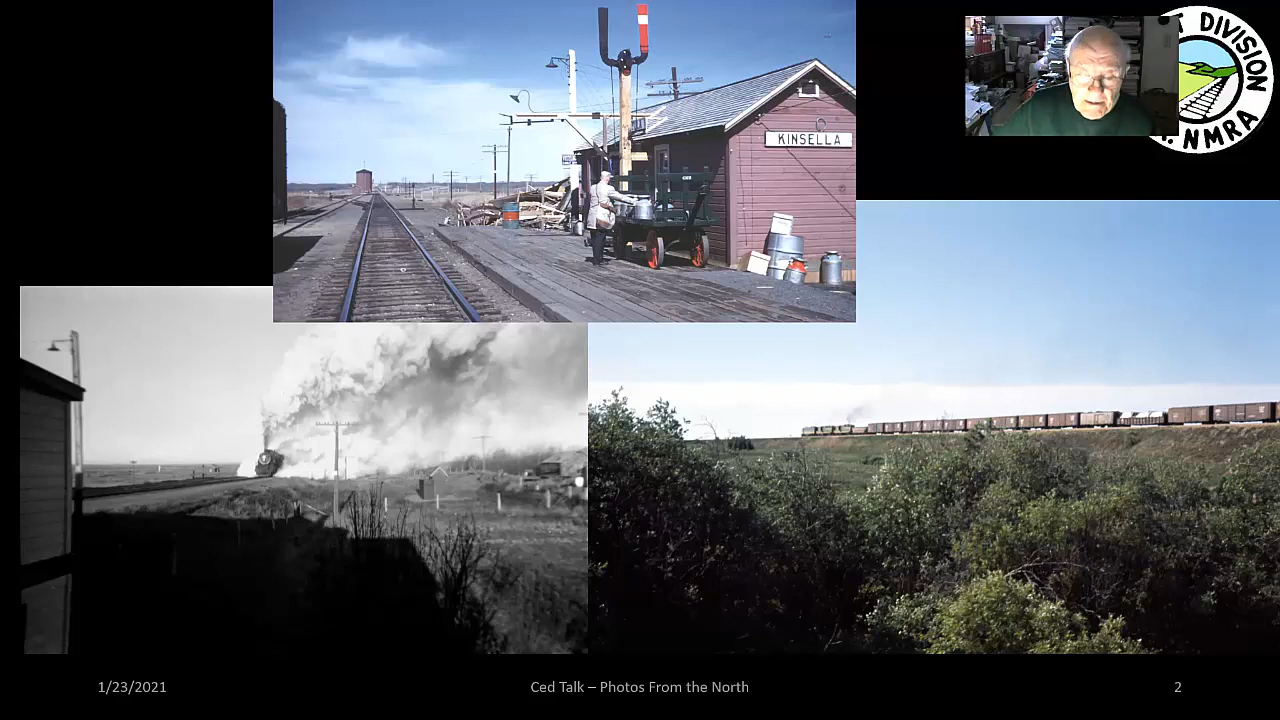 KINSELLA
DIVISION
NMRA
1/23/2021
Ced Talk – Photos From the North
2